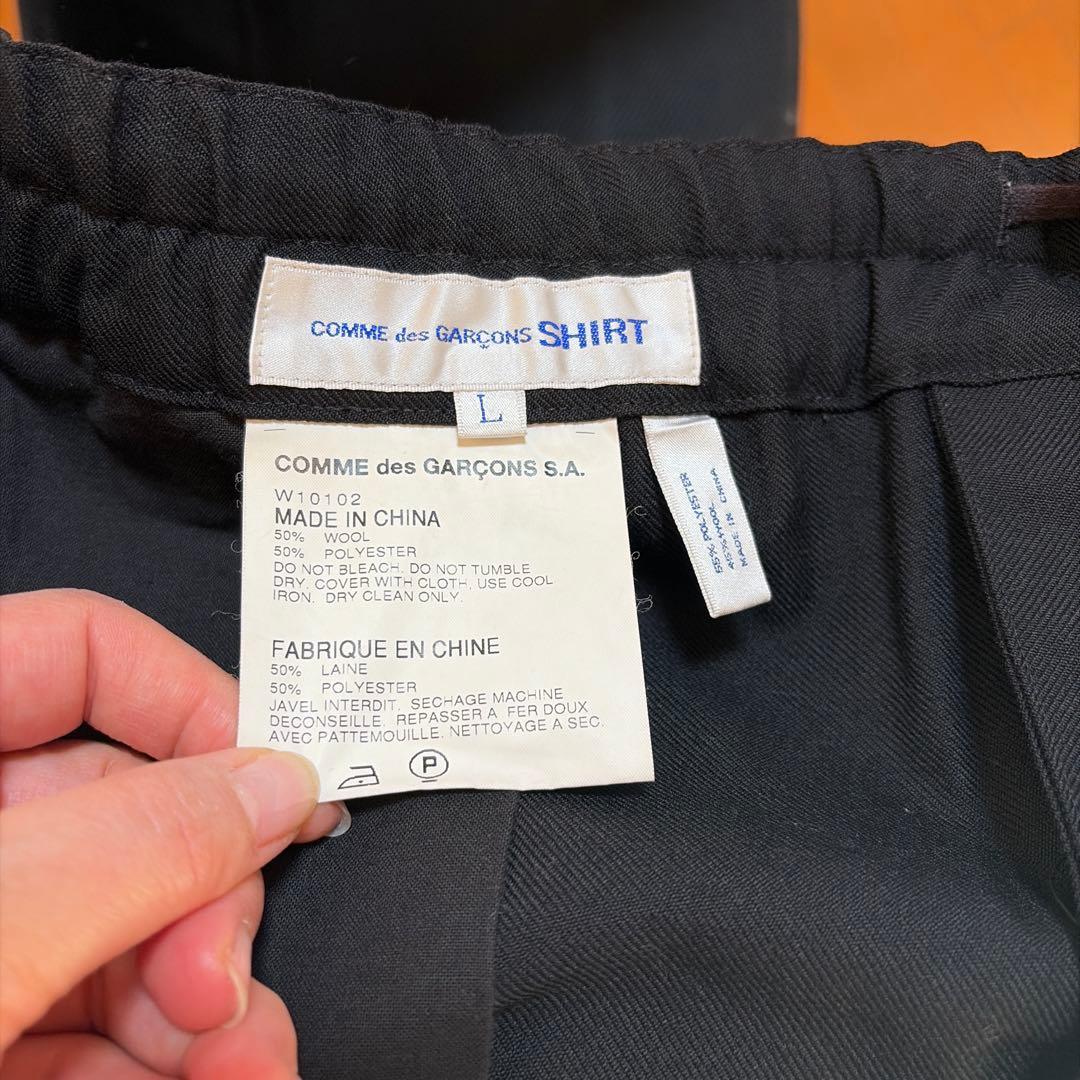 COMME des GARÇONS SHIRT
L
COMME des GARÇONS S.A.
W10102
MADE IN CHINA
50% WOOL
50% POLYESTER
DO NOT BLEACH. DO NOT TUMBLE
DRY. COVER WITH CLOTH. USE COOL
IRON. DRY CLEAN ONLY.
FABRIQUE EN CHINE
50% LAINE
50% POLYESTER
JAVEL INTERDIT. SECHAGE MACHINE
DECONSEILLE. REPASSER A FER DOUX
AVEC PATTEMOUILLE. NETTOYAGE A SEC.
P
55% POLYESTER
45% WOOL
MADE IN CHINA